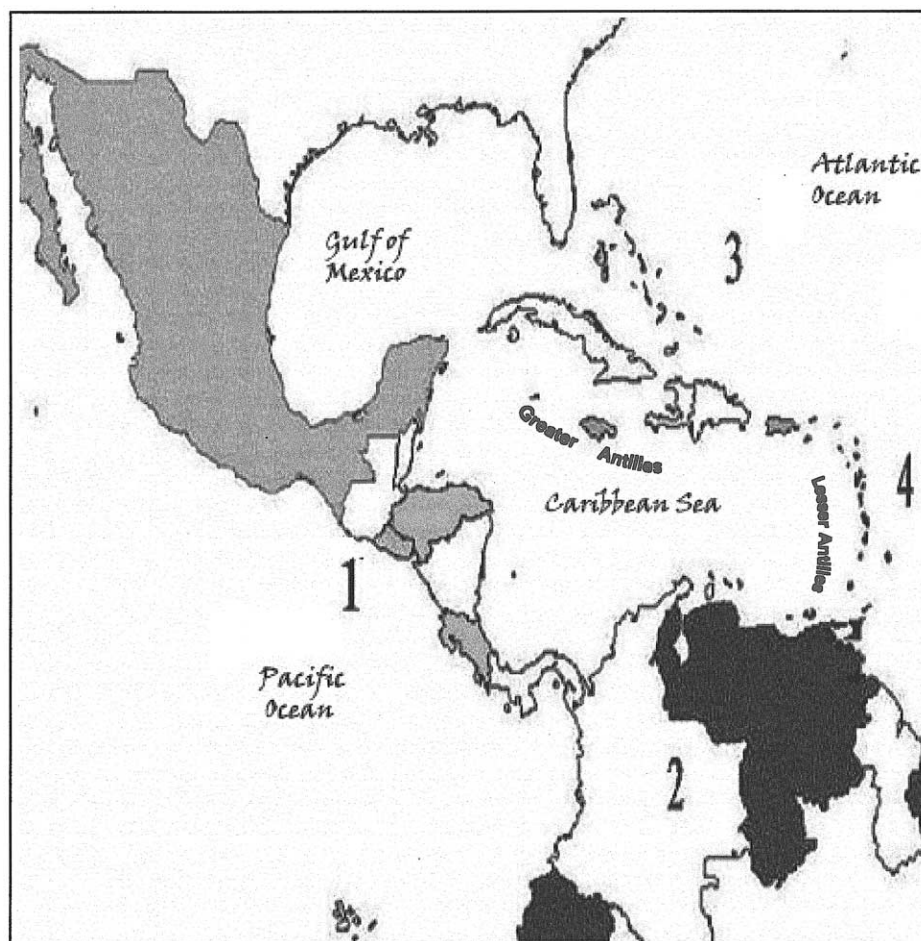 Atlantic
Ocean
Gulf of
Mexico
3
Greater Antilles
4
Caribbean Sea
Lesser Antilles
1
Pacific
Ocean
2